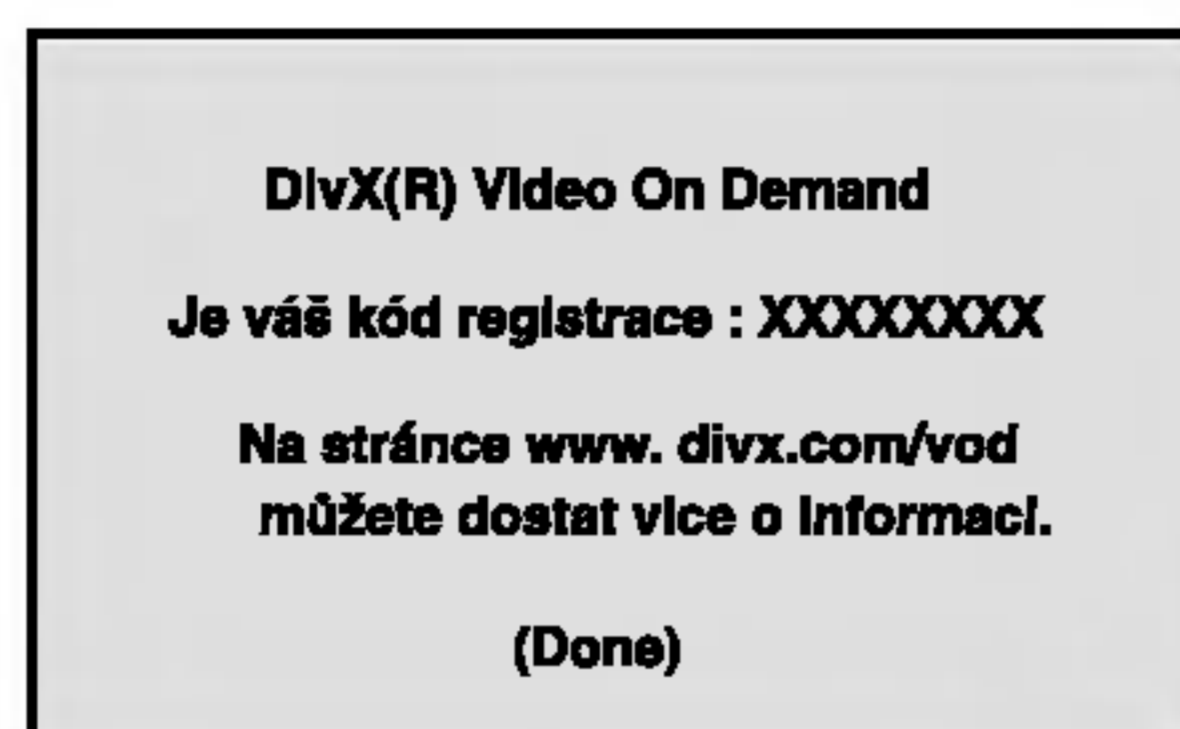 DivX(R) Video On Demand
Je váš kód registrace : XXXXXXXX
Na stránce www. divx.com/vod
můžete dostat vice o informaci.
(Done)